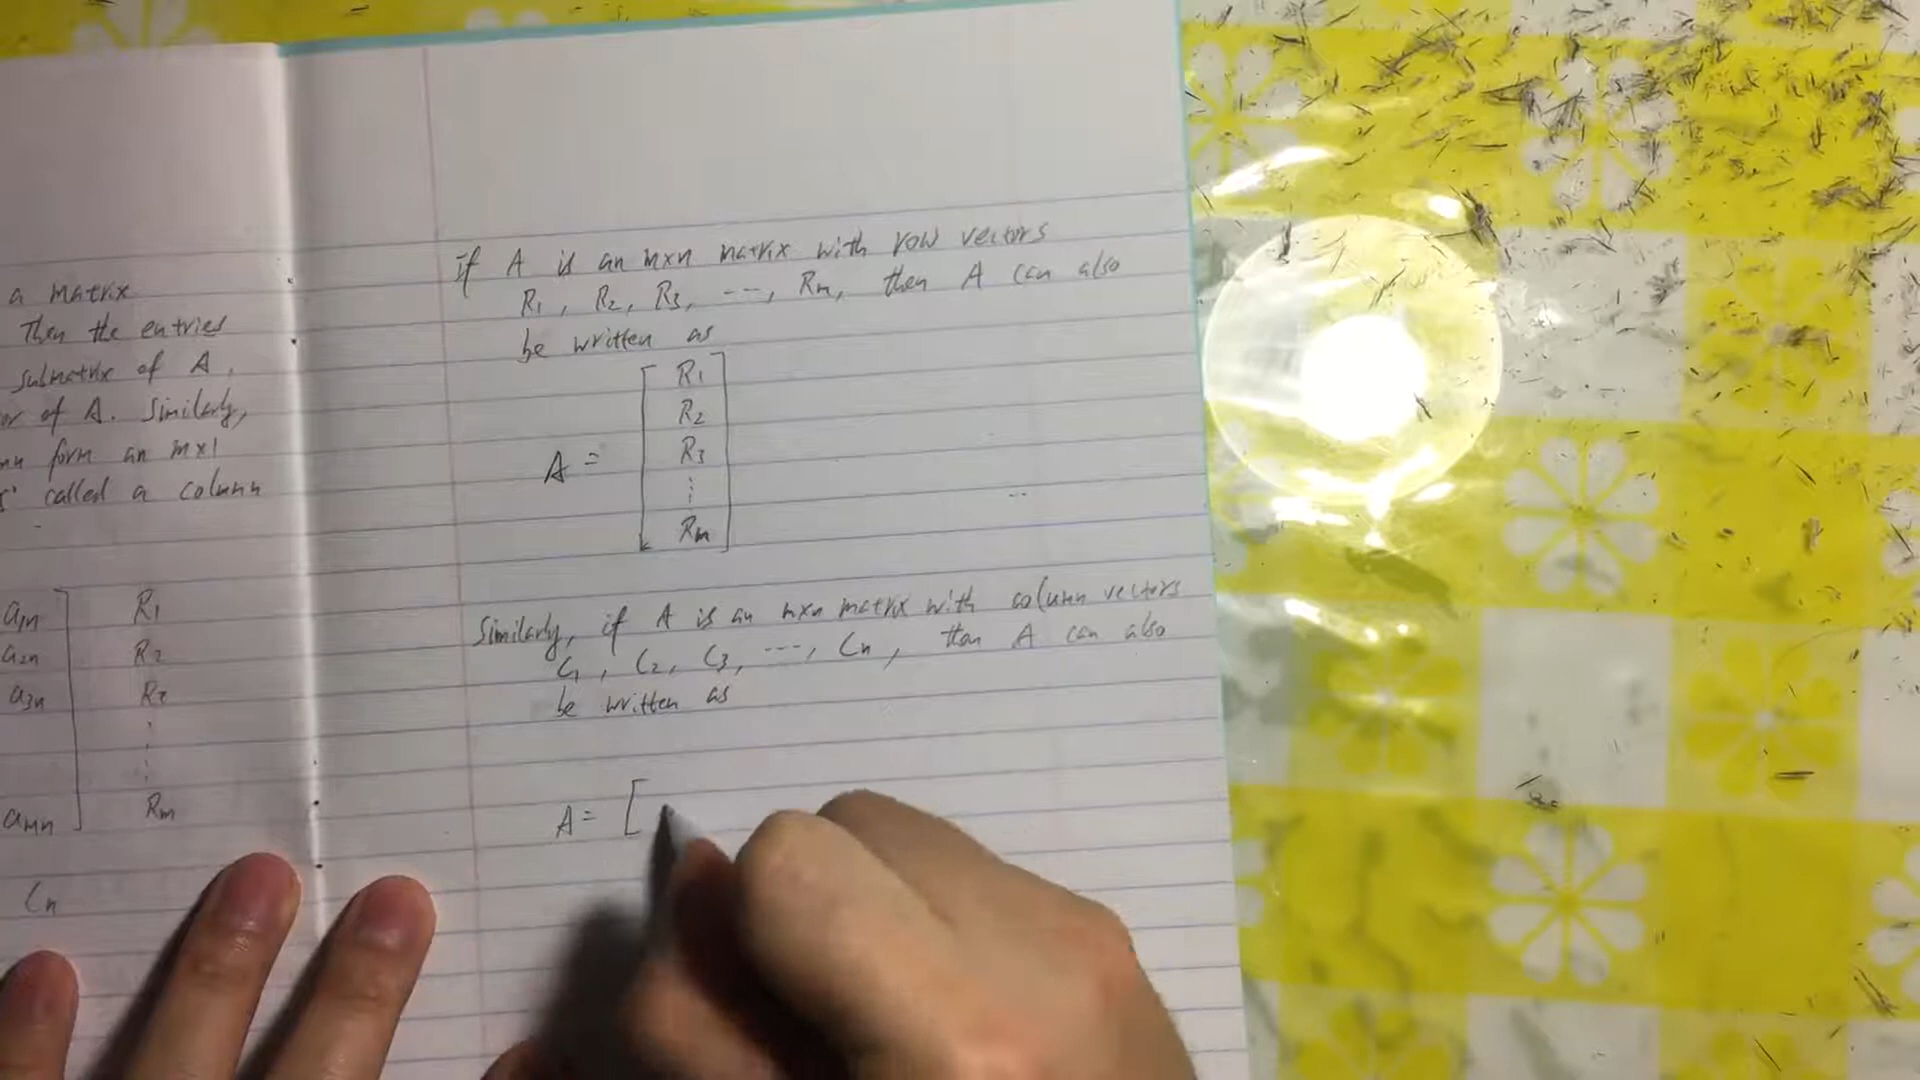 a matrix
Then the entries
submatrix of A,
or of A. Similarly,
mn form an m×1
called a column
a1n R1
a2n R2
a3n R3
⋮
amn Rm
Cn
if A is an m×n matrix with row vectors
R1, R2, R3, ---, Rm, then A can also
be written as
A = [ R1
R2
R3
⋮
Rm ]
Similarly, if A is an m×n matrix with column vectors
C1, C2, C3, ---, Cn, then A can also
be written as
A = [